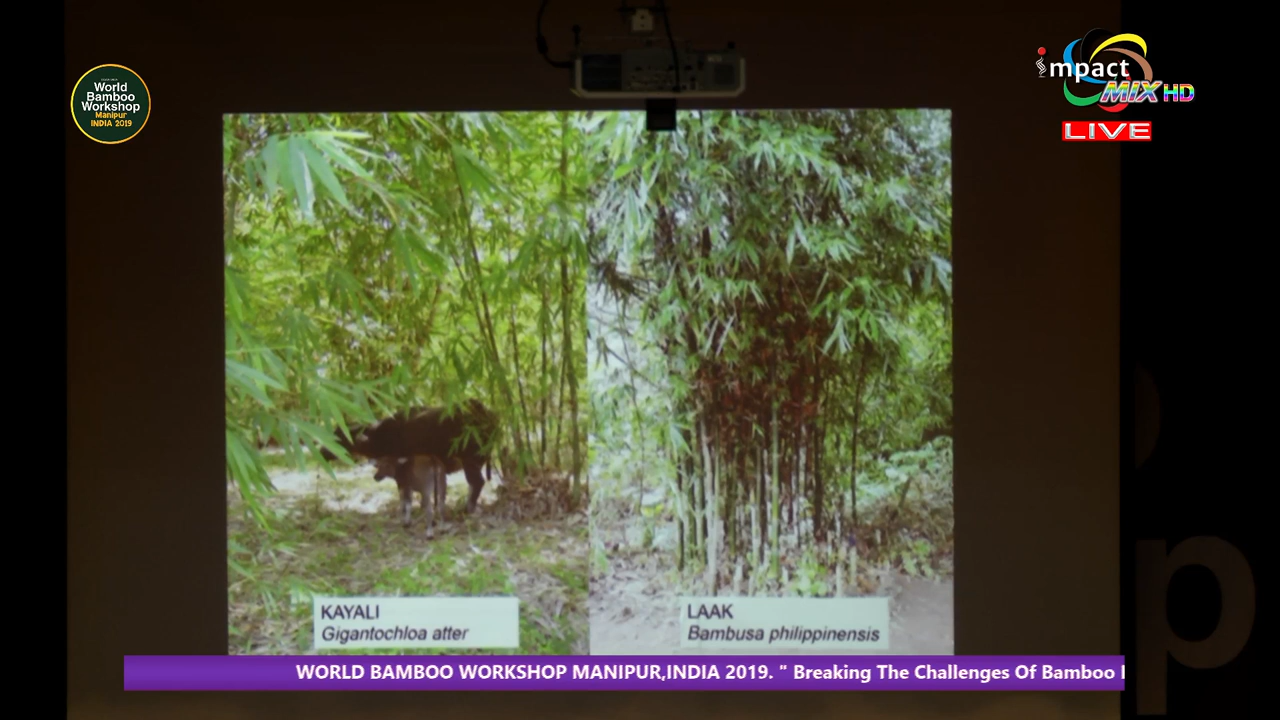 World
Bamboo
Workshop
Manipur
INDIA 2019
impact
MIX HD
LIVE
KAYALI
Gigantochloa atter
LAAK
Bambusa philippinensis
WORLD BAMBOO WORKSHOP MANIPUR,INDIA 2019. " Breaking The Challenges Of Bamboo
p